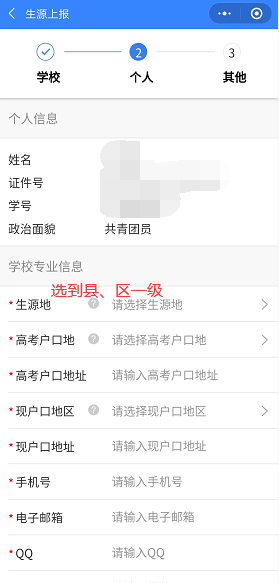 生源上报
2
3
学校
个人
其他
个人信息
姓名
证件号
学号
政治面貌 共青团员
学校专业信息
选到县、区一级
*生源地 ? 请选择生源地
*高考户口地 ? 请选择高考户口地
*高考户口地址 请输入高考户口地址
*现户口地区 ? 请选择现户口地区
*现户口地址 请输入现户口地址
*手机号 请输入手机号
*电子邮箱 请输入电子邮箱
*QQ 请输入QQ